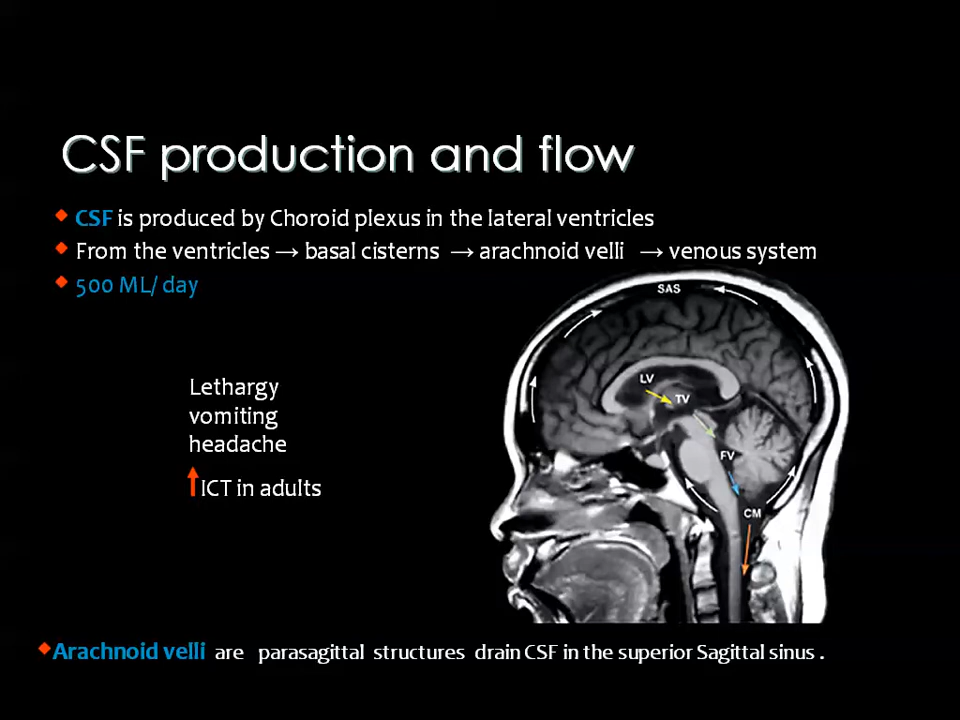 CSF production and flow
CSF is produced by Choroid plexus in the lateral ventricles
From the ventricles → basal cisterns → arachnoid velli → venous system
500 ML/ day
SAS
LV
TV
FV
CM
Lethargy
vomiting
headache
ICT in adults
Arachnoid velli are parasagittal structures drain CSF in the superior Sagittal sinus .